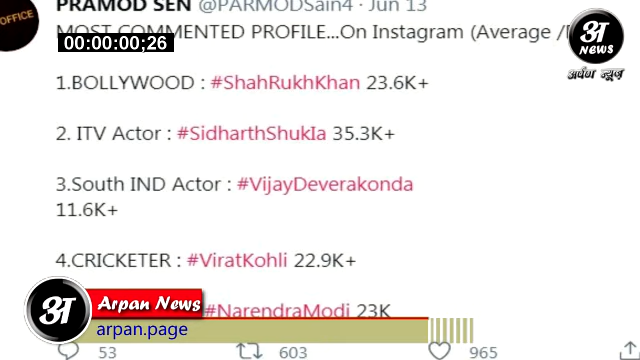 OFFICE
PRAMOD SEN @PARMODSain4 · Jun 13
00:00:00;26
MOST COMMENTED PROFILE...On Instagram (Average
अ
NEWS
अर्पण न्यूज़
1.BOLLYWOOD : #ShahRukhKhan 23.6K+
2. ITV Actor : #SidharthShukla 35.3K+
3.South IND Actor : #VijayDeverakonda
11.6K+
4.CRICKETER : #ViratKohli 22.9K+
#NarendraModi 23K
अ
Arpan News
arpan.page
53 603 965